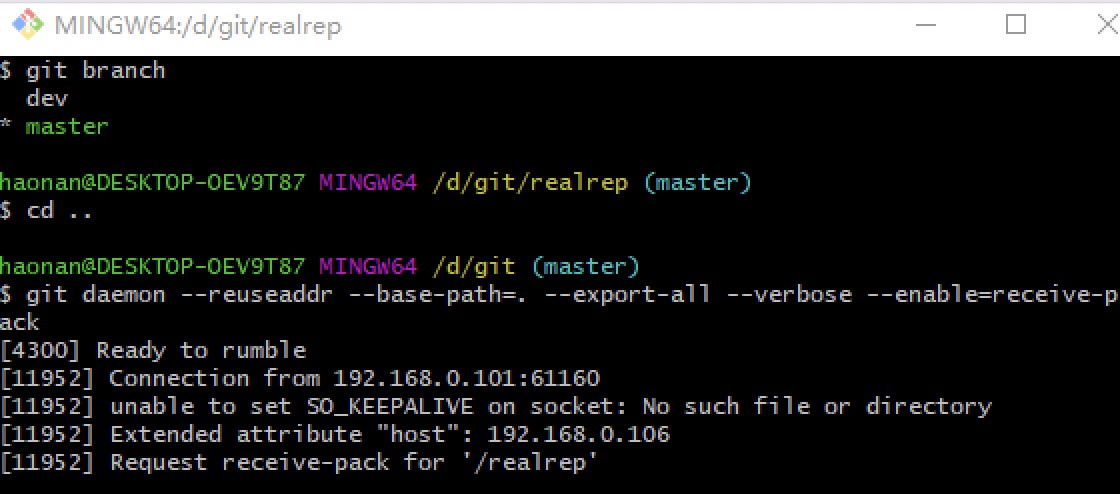 MINGW64:/d/git/realrep
$ git branch
  dev
* master
haonan@DESKTOP-OEV9T87 MINGW64 /d/git/realrep (master)
$ cd ..
haonan@DESKTOP-OEV9T87 MINGW64 /d/git (master)
$ git daemon --reuseaddr --base-path=. --export-all --verbose --enable=receive-p
ack
[4300] Ready to rumble
[11952] Connection from 192.168.0.101:61160
[11952] unable to set SO_KEEPALIVE on socket: No such file or directory
[11952] Extended attribute "host": 192.168.0.106
[11952] Request receive-pack for '/realrep'